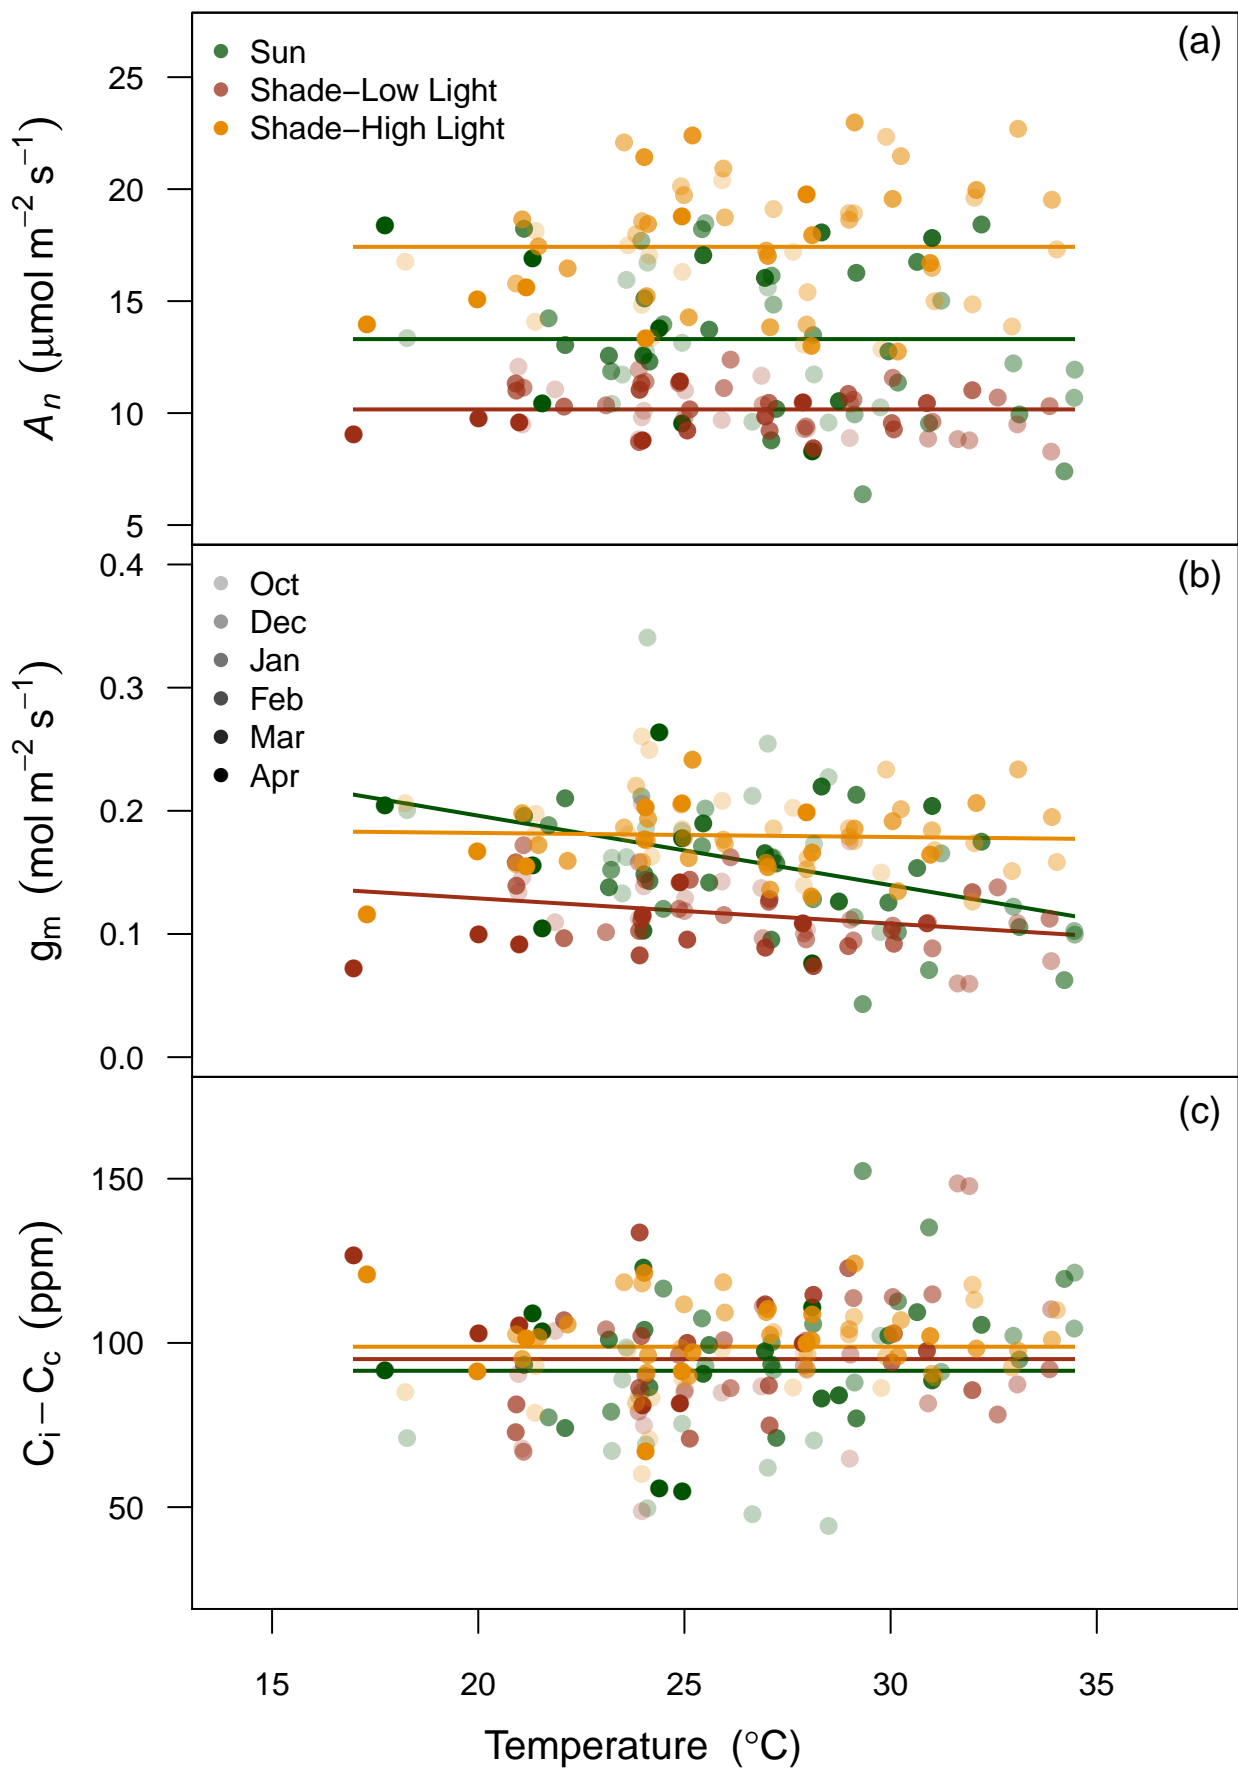 (a)
Sun
Shade−Low Light
Shade−High Light
25
20
15
10
5
An (μmol m−2 s−1)
(b)
Oct
Dec
Jan
Feb
Mar
Apr
0.4
0.3
0.2
0.1
0.0
gm (mol m−2 s−1)
(c)
150
100
50
Ci − Cc (ppm)
15 20 25 30 35
Temperature (°C)